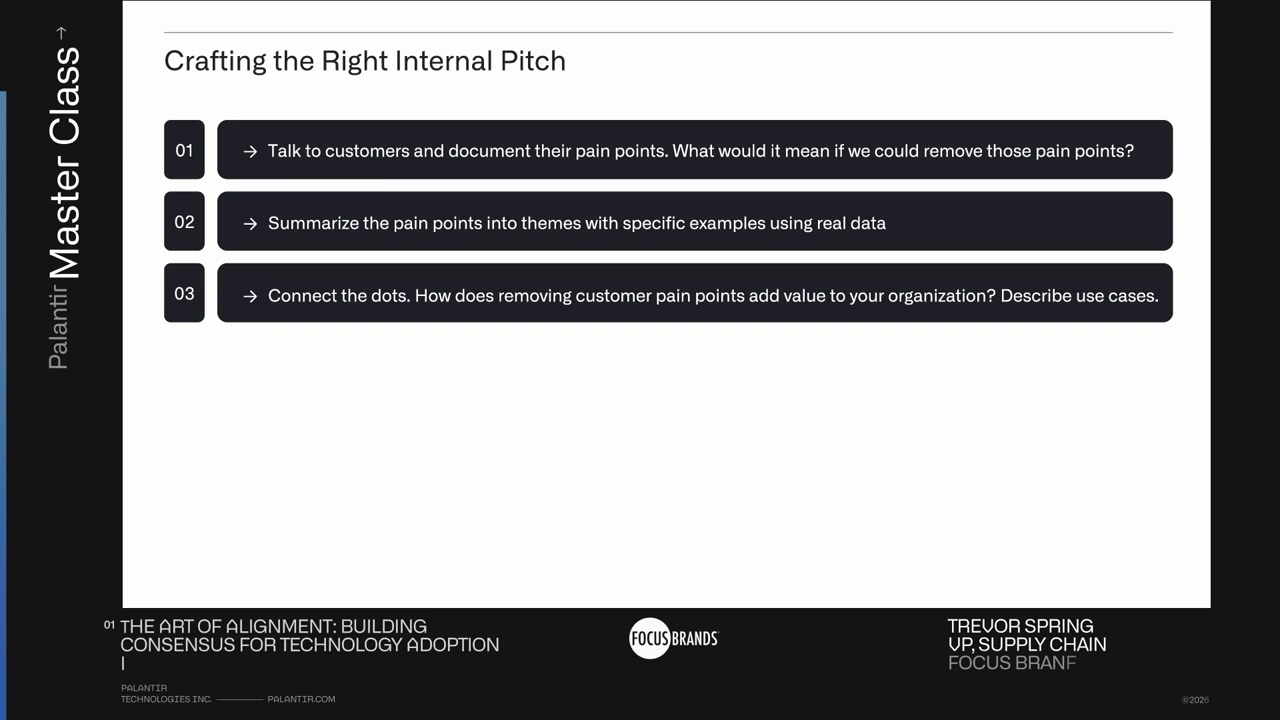 Palantir Master Class →
Crafting the Right Internal Pitch
01
→ Talk to customers and document their pain points. What would it mean if we could remove those pain points?
02
→ Summarize the pain points into themes with specific examples using real data
03
→ Connect the dots. How does removing customer pain points add value to your organization? Describe use cases.
01 THE ART OF ALIGNMENT: BUILDING
CONSENSUS FOR TECHNOLOGY ADOPTION
I
PALANTIR
TECHNOLOGIES INC. PALANTIR.COM
FOCUS BRANDS
TREVOR SPRING
VP, SUPPLY CHAIN
FOCUS BRANF
©2026